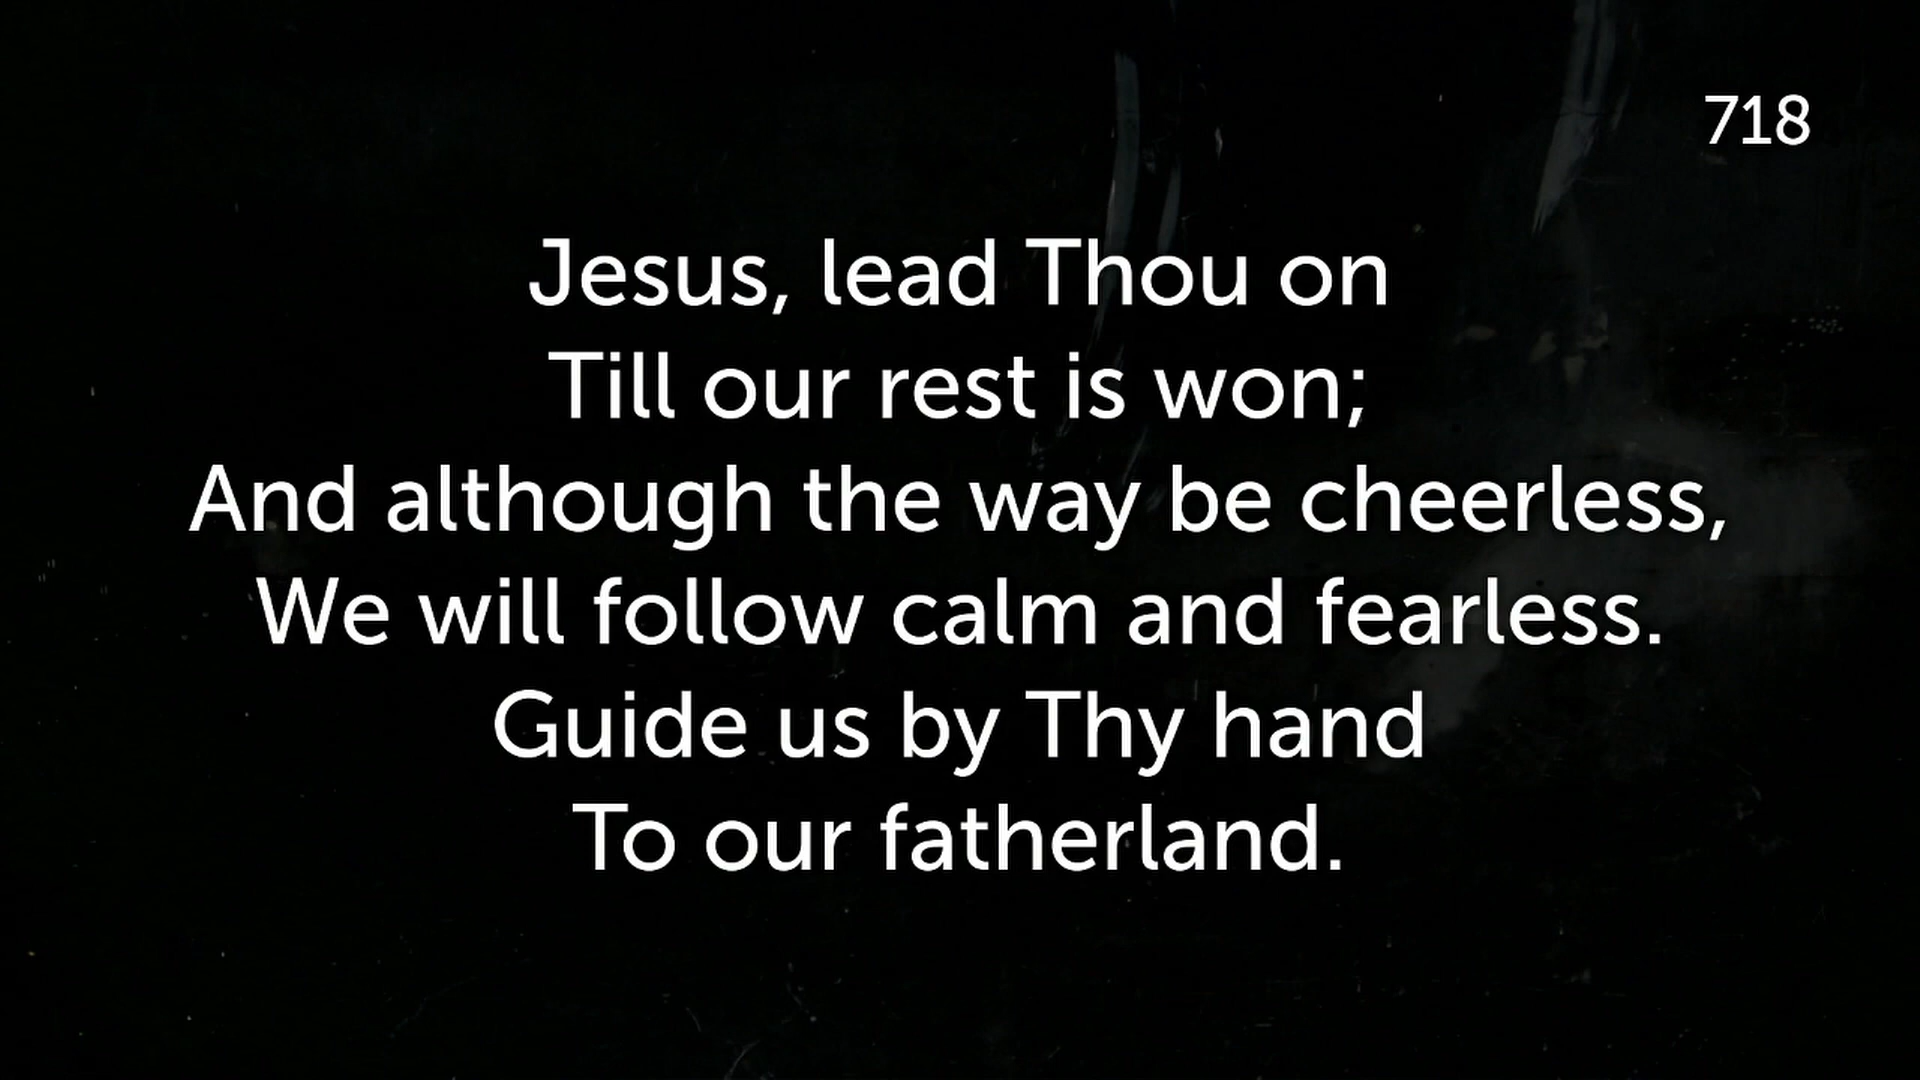 718
Jesus, lead Thou on
Till our rest is won;
And although the way be cheerless,
We will follow calm and fearless.
Guide us by Thy hand
To our fatherland.